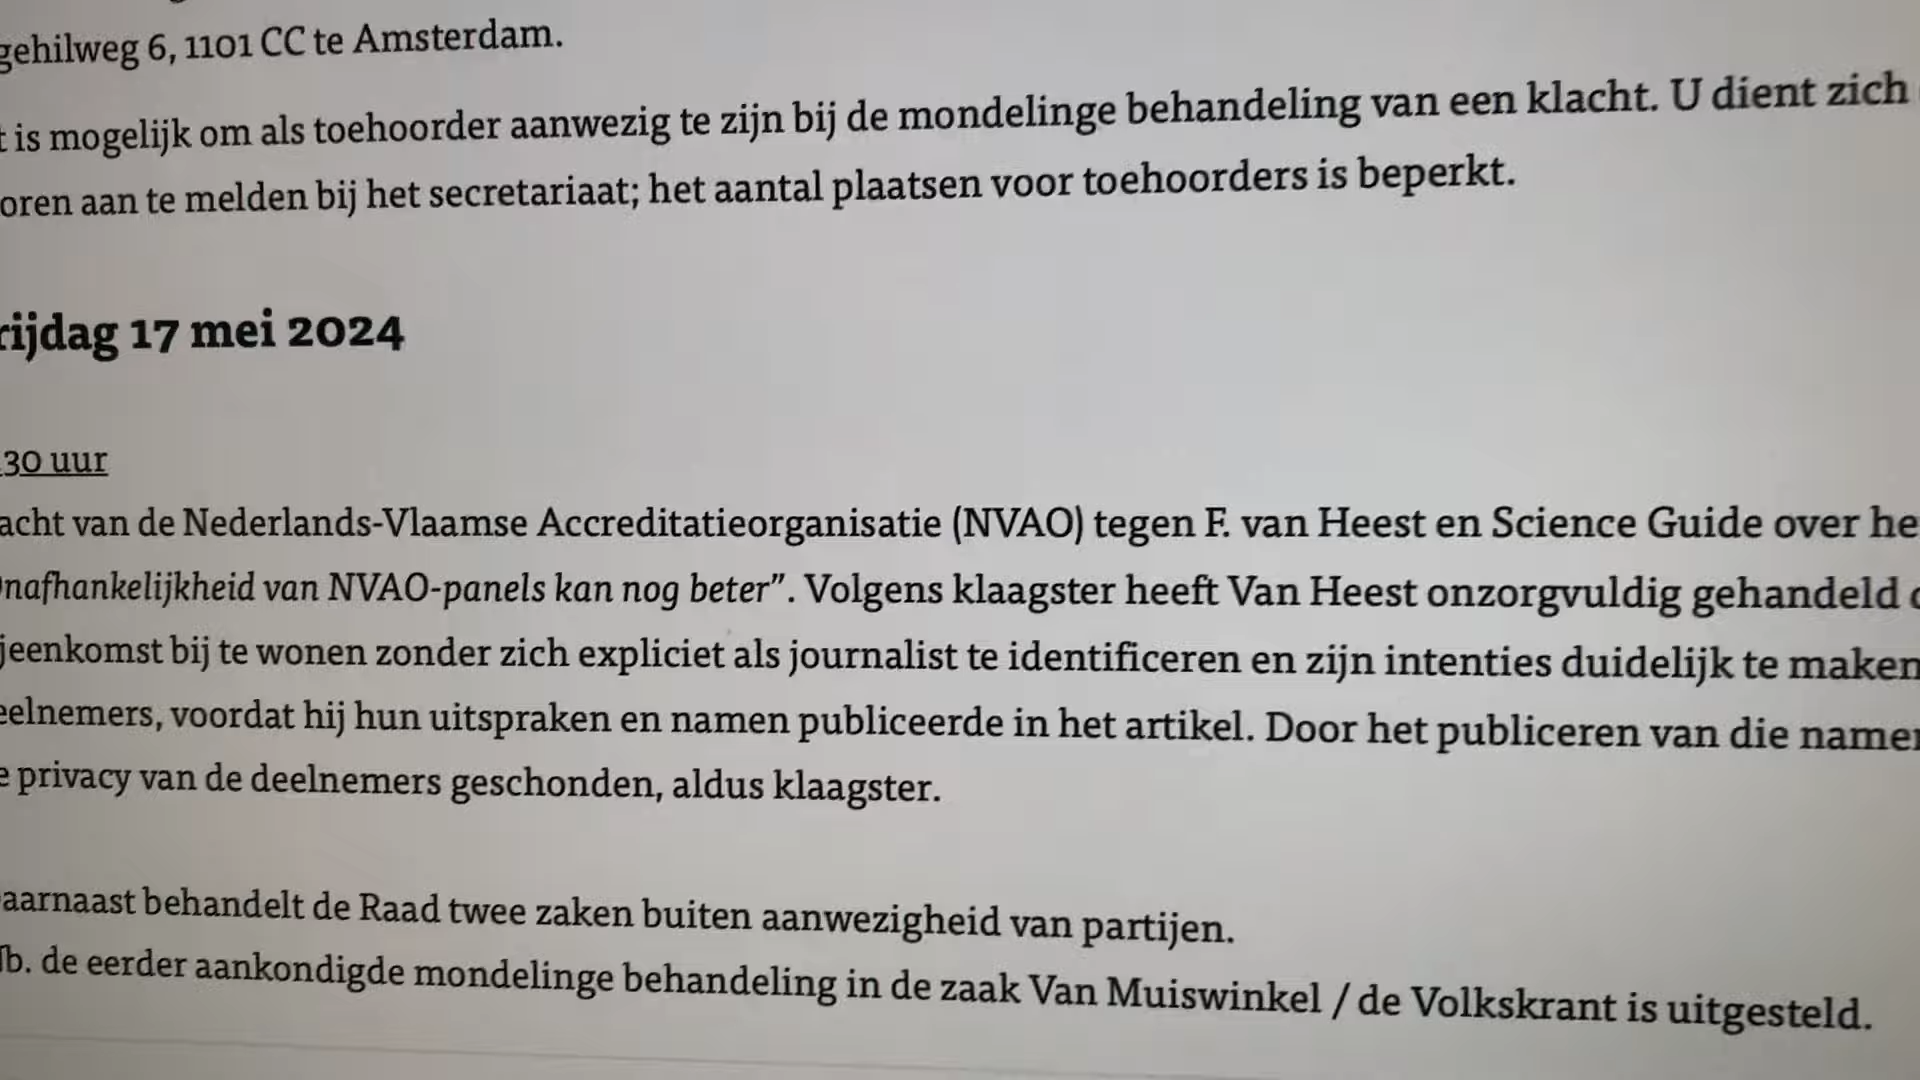 gehilweg 6, 1101 CC te Amsterdam.
t is mogelijk om als toehoorder aanwezig te zijn bij de mondelinge behandeling van een klacht. U dient zich
oren aan te melden bij het secretariaat; het aantal plaatsen voor toehoorders is beperkt.
rijdag 17 mei 2024
30 uur
acht van de Nederlands-Vlaamse Accreditatieorganisatie (NVAO) tegen F. van Heest en Science Guide over he
nafhankelijkheid van NVAO-panels kan nog beter”. Volgens klaagster heeft Van Heest onzorgvuldig gehandeld
jeenkomst bij te wonen zonder zich expliciet als journalist te identificeren en zijn intenties duidelijk te maken
eelnemers, voordat hij hun uitspraken en namen publiceerde in het artikel. Door het publiceren van die namen
e privacy van de deelnemers geschonden, aldus klaagster.
aarnaast behandelt de Raad twee zaken buiten aanwezigheid van partijen.
b. de eerder aankondigde mondelinge behandeling in de zaak Van Muiswinkel / de Volkskrant is uitgesteld.